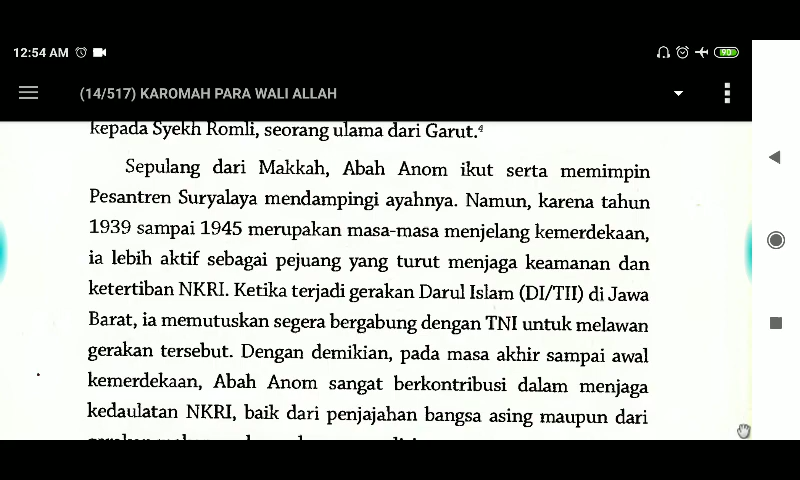 12:54 AM
90
(14/517) KAROMAH PARA WALI ALLAH
kepada Syekh Romli, seorang ulama dari Garut.⁴
Sepulang dari Makkah, Abah Anom ikut serta memimpin
Pesantren Suryalaya mendampingi ayahnya. Namun, karena tahun
1939 sampai 1945 merupakan masa-masa menjelang kemerdekaan,
ia lebih aktif sebagai pejuang yang turut menjaga keamanan dan
ketertiban NKRI. Ketika terjadi gerakan Darul Islam (DI/TII) di Jawa
Barat, ia memutuskan segera bergabung dengan TNI untuk melawan
gerakan tersebut. Dengan demikian, pada masa akhir sampai awal
kemerdekaan, Abah Anom sangat berkontribusi dalam menjaga
kedaulatan NKRI, baik dari penjajahan bangsa asing maupun dari